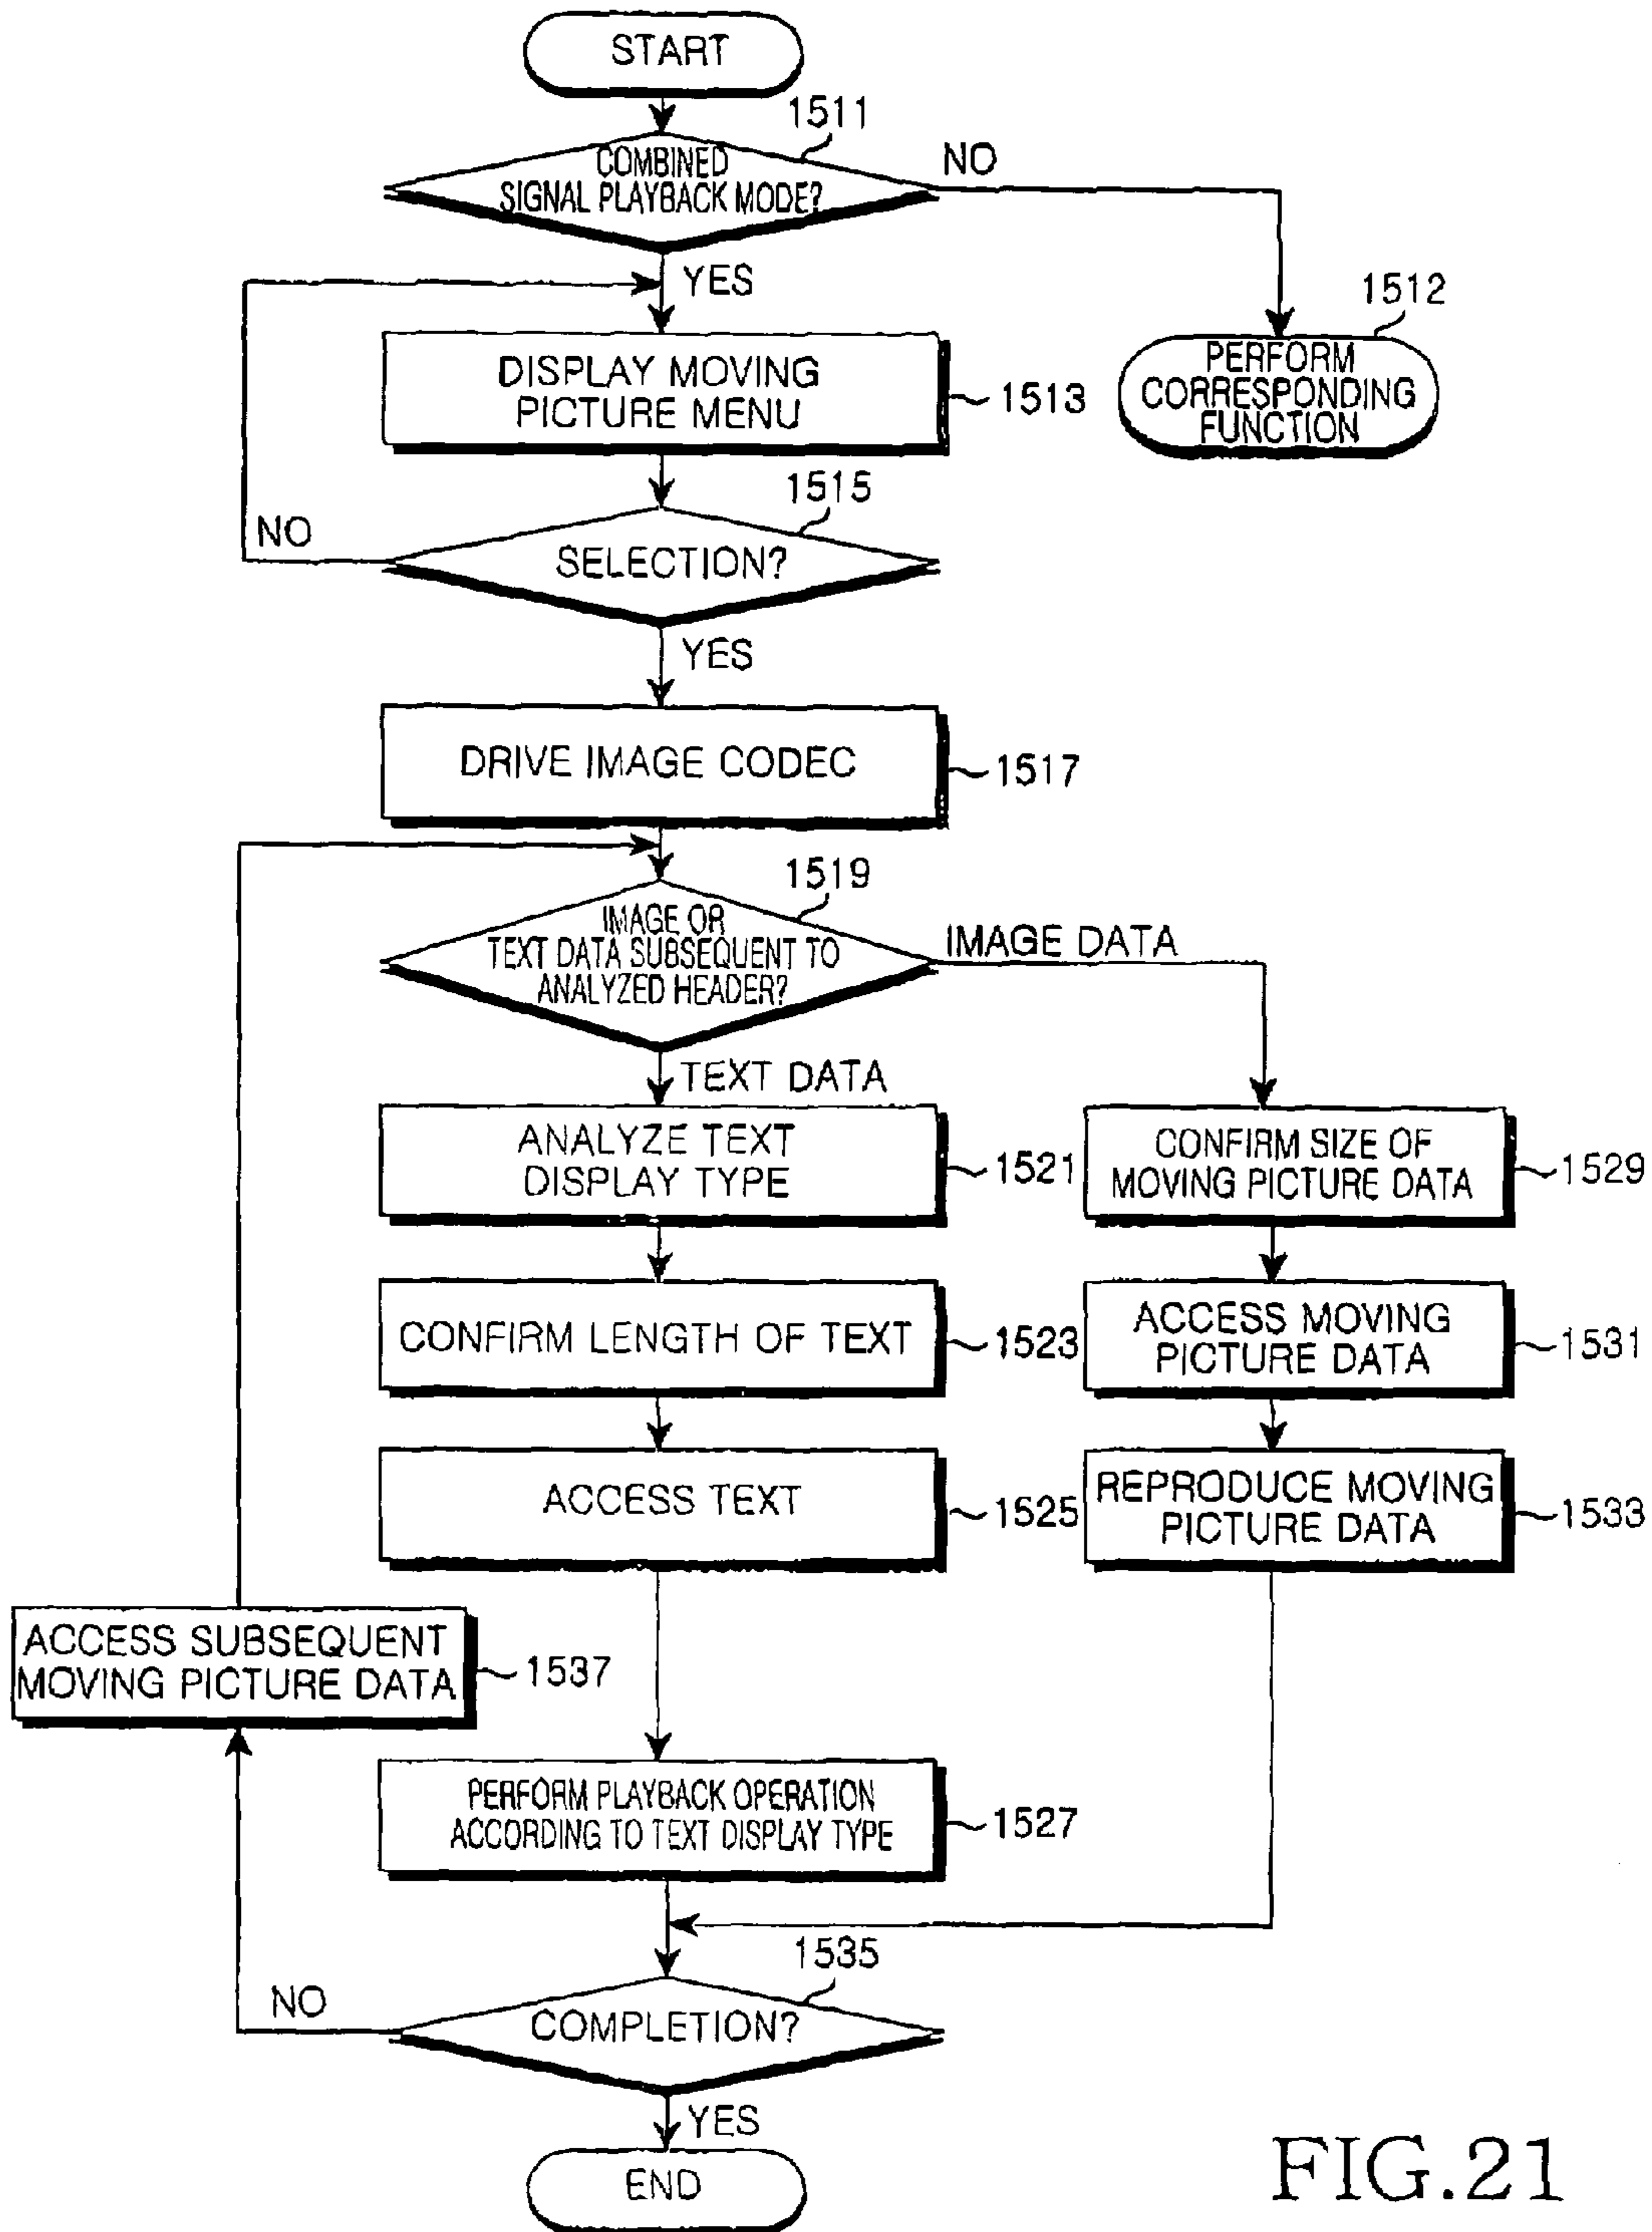 START
1511
COMBINED
SIGNAL PLAYBACK MODE?
NO
YES
1512
PERFORM
CORRESPONDING
FUNCTION
DISPLAY MOVING
PICTURE MENU
1513
1515
NO
SELECTION?
YES
DRIVE IMAGE CODEC
1517
1519
IMAGE OR
TEXT DATA SUBSEQUENT TO
ANALYZED HEADER?
IMAGE DATA
TEXT DATA
ANALYZE TEXT
DISPLAY TYPE
1521
CONFIRM SIZE OF
MOVING PICTURE DATA
1529
CONFIRM LENGTH OF TEXT
1523
ACCESS MOVING
PICTURE DATA
1531
ACCESS TEXT
1525
REPRODUCE MOVING
PICTURE DATA
1533
ACCESS SUBSEQUENT
MOVING PICTURE DATA
1537
PERFORM PLAYBACK OPERATION
ACCORDING TO TEXT DISPLAY TYPE
1527
1535
NO
COMPLETION?
YES
END
FIG.21